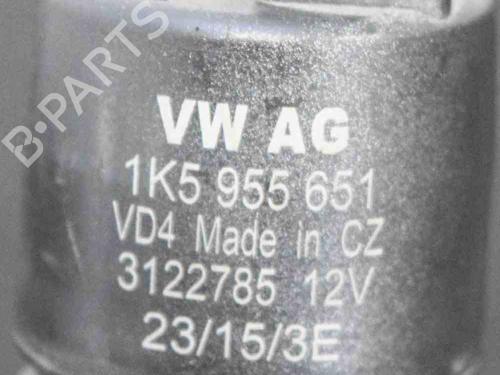 B-PARTS
VW AG
1K5 955 651
VD4 Made in CZ
3122785 12V
23/15/3E